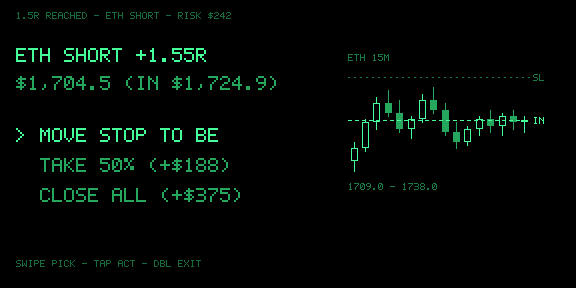 1.5R REACHED - ETH SHORT - RISK $242
ETH SHORT +1.55R
$1,704.5 (IN $1,724.9)
> MOVE STOP TO BE
TAKE 50% (+$188)
CLOSE ALL (+$375)
ETH 15M
SL
IN
1709.0 - 1738.0
SWIPE PICK - TAP ACT - DBL EXIT